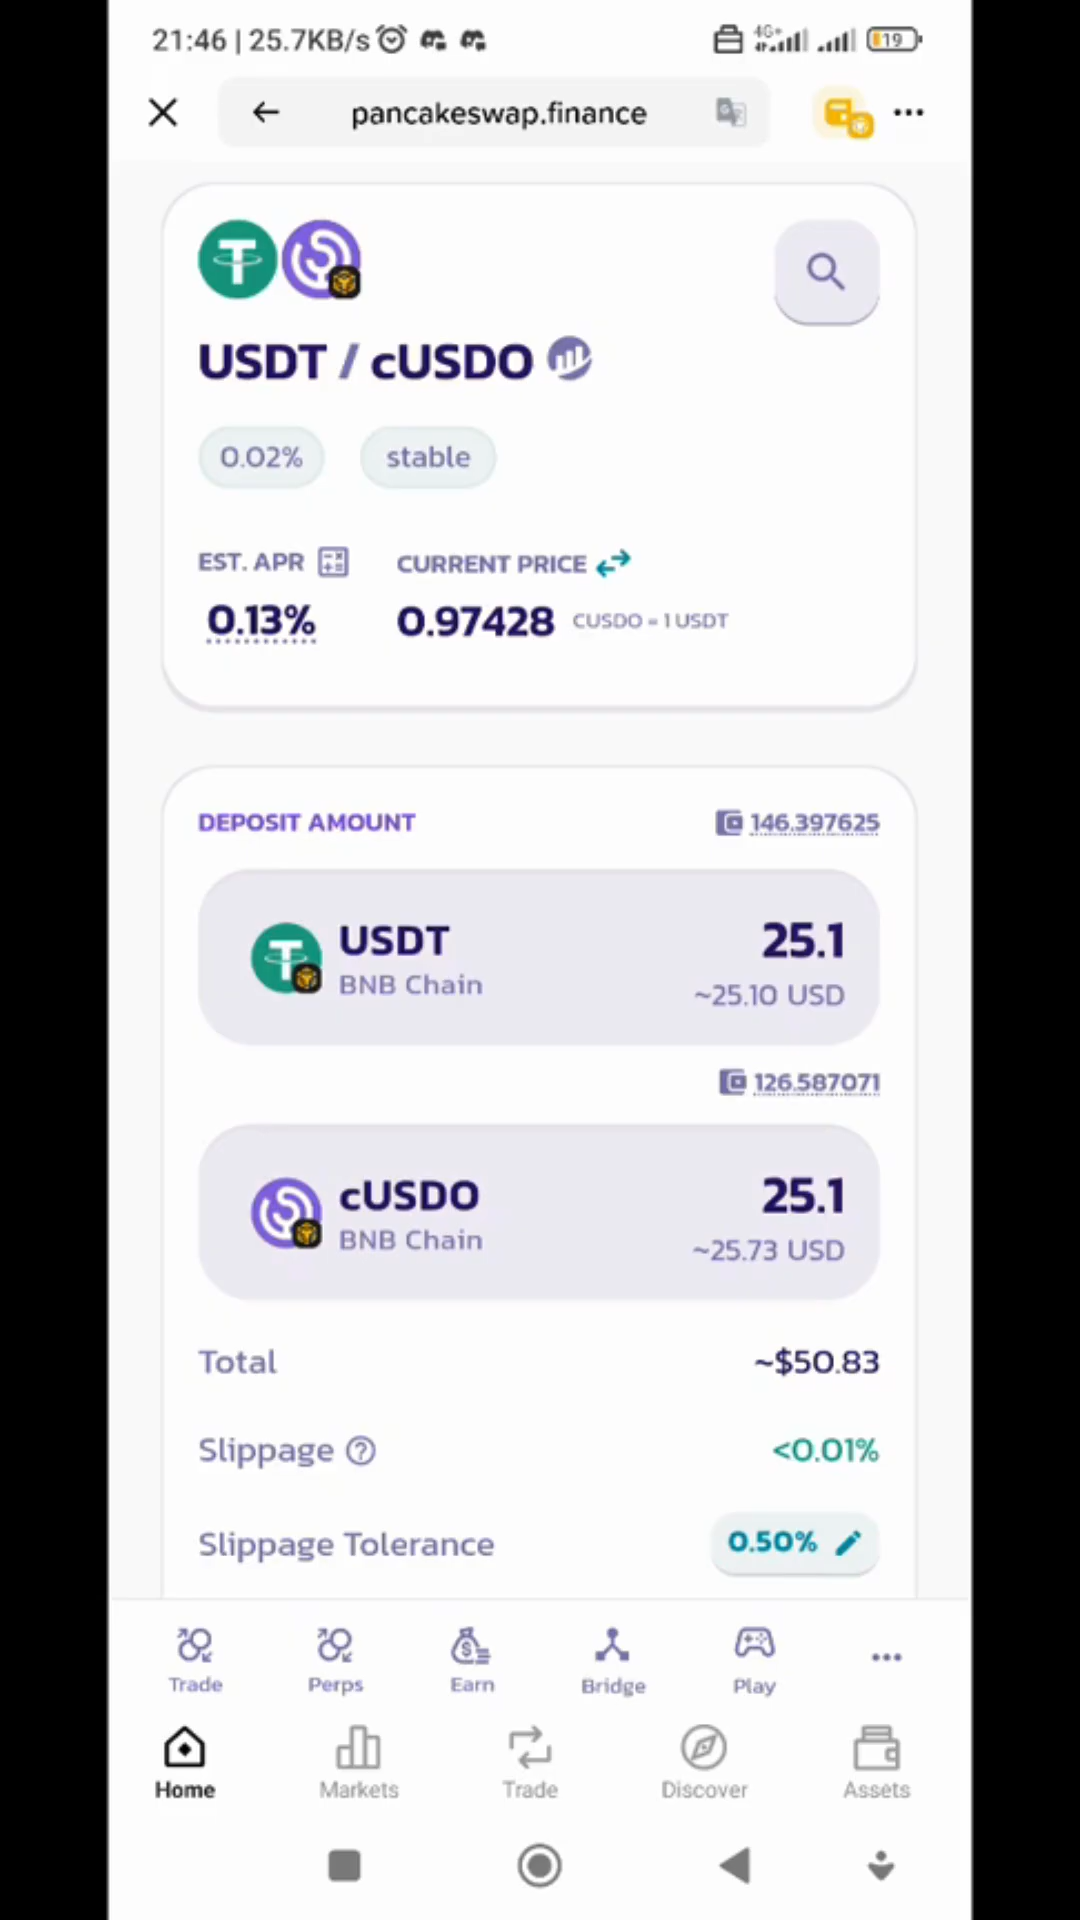 21:46 | 25.7KB/s 4G+ 19
pancakeswap.finance
USDT / cUSDO
0.02% stable
EST. APR CURRENT PRICE
0.13% 0.97428 CUSDO = 1 USDT
DEPOSIT AMOUNT 146.397625
USDT 25.1
BNB Chain ~25.10 USD
126.587071
cUSDO 25.1
BNB Chain ~25.73 USD
Total ~$50.83
Slippage <0.01%
Slippage Tolerance 0.50%
Trade Perps Earn Bridge Play
Home Markets Trade Discover Assets